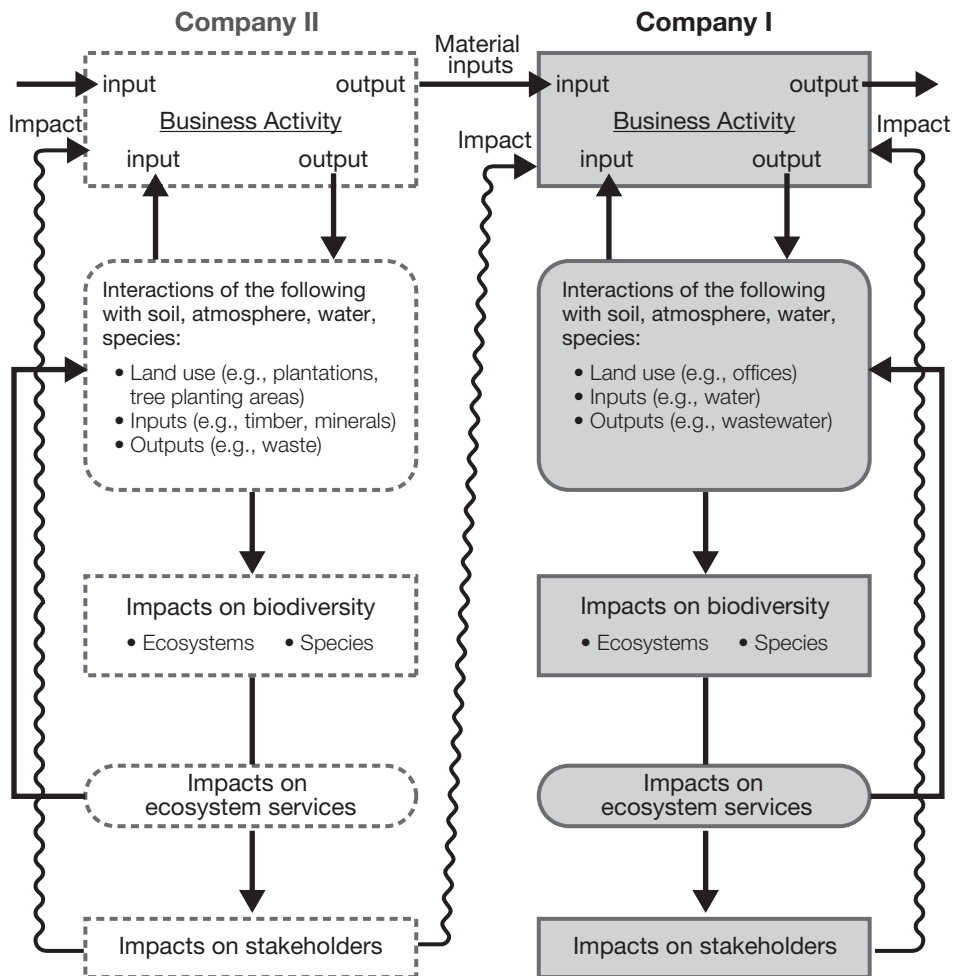 Company II
Company I
Material
inputs
input
output
input
output
Impact
Business Activity
Impact
Business Activity
Impact
input
output
input
output
Interactions of the following
with soil, atmosphere, water,
species:
• Land use (e.g., plantations,
tree planting areas)
• Inputs (e.g., timber, minerals)
• Outputs (e.g., waste)
Interactions of the following
with soil, atmosphere, water,
species:
• Land use (e.g., offices)
• Inputs (e.g., water)
• Outputs (e.g., wastewater)
Impacts on biodiversity
• Ecosystems • Species
Impacts on biodiversity
• Ecosystems • Species
Impacts on
ecosystem services
Impacts on
ecosystem services
Impacts on stakeholders
Impacts on stakeholders